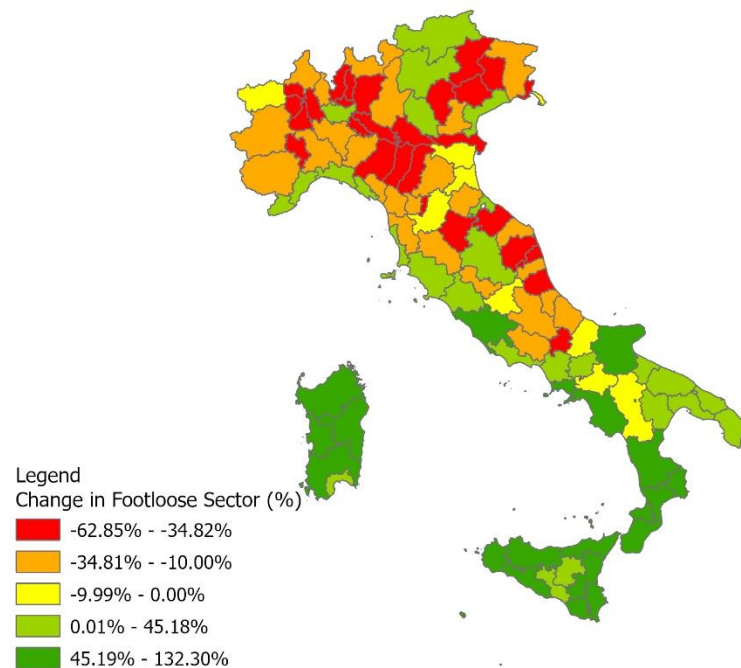 Legend
Change in Footloose Sector (%)
-62.85% - -34.82%
-34.81% - -10.00%
-9.99% - 0.00%
0.01% - 45.18%
45.19% - 132.30%